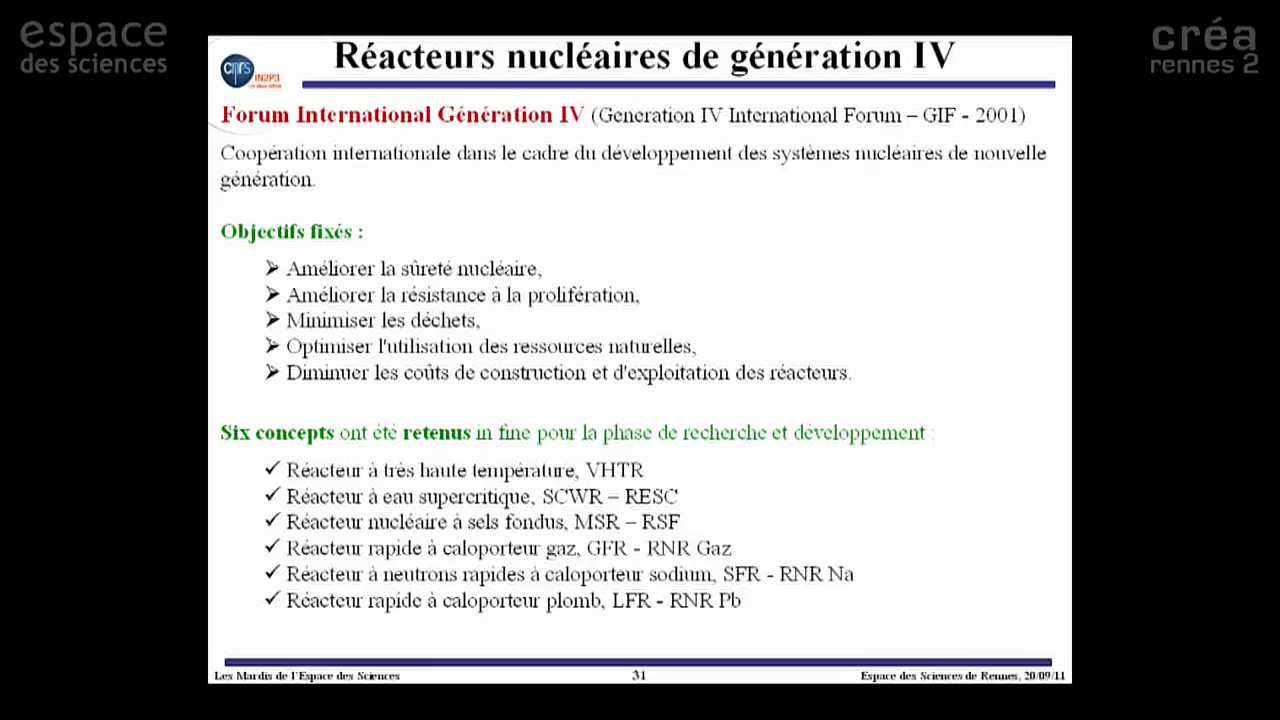 espace
des sciences
créa
rennes 2
cnrs
IN2P3
Réacteurs nucléaires de génération IV
Forum International Génération IV (Generation IV International Forum – GIF - 2001)
Coopération internationale dans le cadre du développement des systèmes nucléaires de nouvelle
génération.
Objectifs fixés :
➤ Améliorer la sûreté nucléaire,
➤ Améliorer la résistance à la prolifération,
➤ Minimiser les déchets,
➤ Optimiser l'utilisation des ressources naturelles,
➤ Diminuer les coûts de construction et d'exploitation des réacteurs.
Six concepts ont été retenus in fine pour la phase de recherche et développement :
✓ Réacteur à très haute température, VHTR
✓ Réacteur à eau supercritique, SCWR – RESC
✓ Réacteur nucléaire à sels fondus, MSR – RSF
✓ Réacteur rapide à caloporteur gaz, GFR - RNR Gaz
✓ Réacteur à neutrons rapides à caloporteur sodium, SFR - RNR Na
✓ Réacteur rapide à caloporteur plomb, LFR - RNR Pb
Les Mardis de l'Espace des Sciences
31
Espace des Sciences de Rennes, 20/09/11